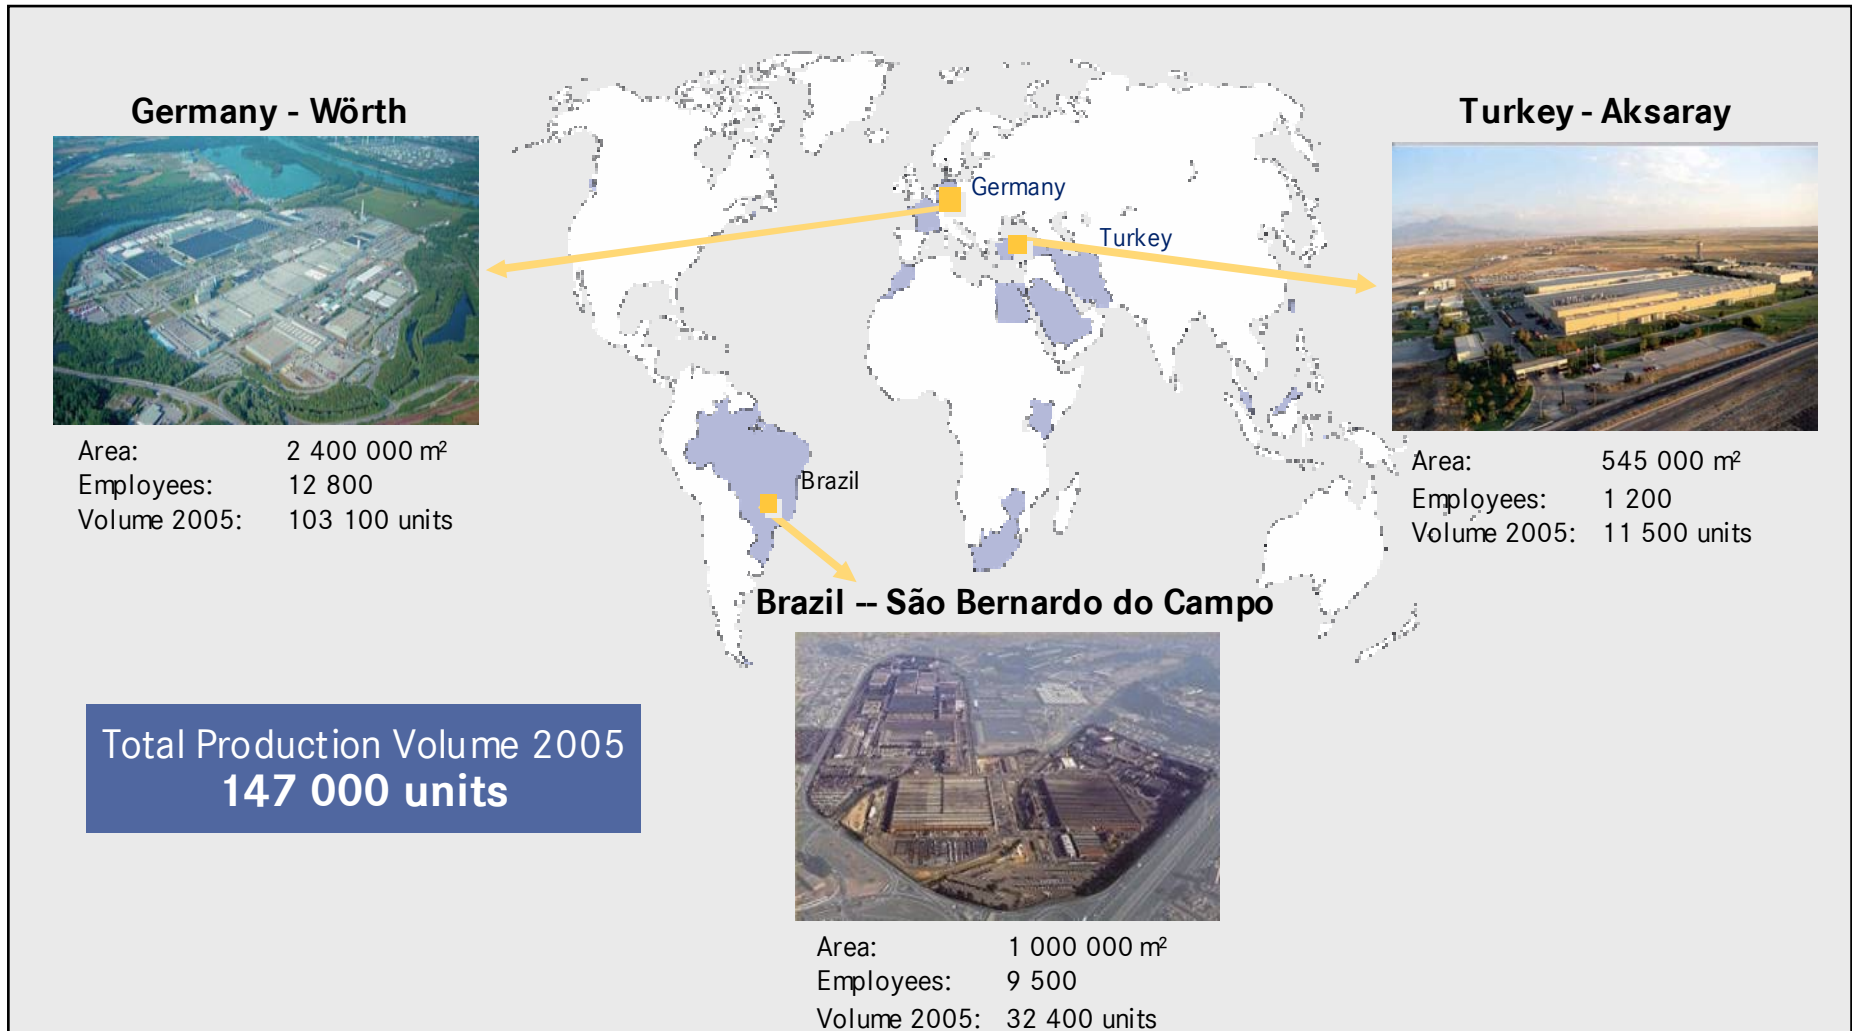 Germany - Wörth
Turkey - Aksaray
Germany
Turkey
Brazil
Area: 2 400 000 m²
Employees: 12 800
Volume 2005: 103 100 units
Area: 545 000 m²
Employees: 1 200
Volume 2005: 11 500 units
Brazil -- São Bernardo do Campo
Total Production Volume 2005
147 000 units
Area: 1 000 000 m²
Employees: 9 500
Volume 2005: 32 400 units